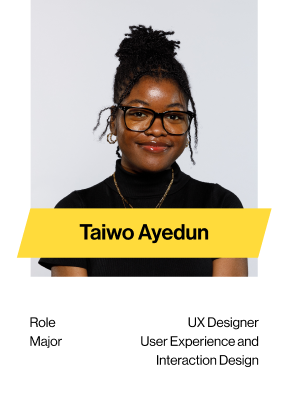 Taiwo Ayedun
Role UX Designer
Major User Experience and
Interaction Design